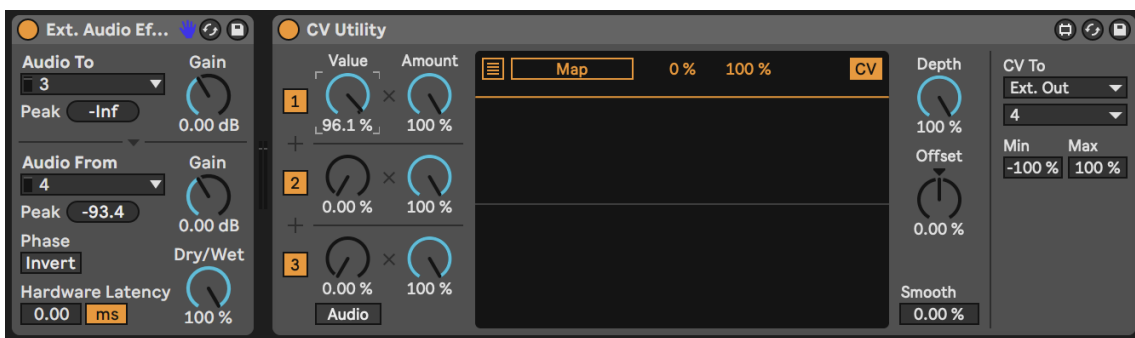 Ext. Audio Ef...
Audio To
Gain
3
Peak -Inf
0.00 dB
Audio From
Gain
4
Peak -93.4
0.00 dB
Phase
Invert
Dry/Wet
Hardware Latency
0.00 ms
100 %
CV Utility
Value Amount
1
96.1 % 100 %
2
0.00 % 100 %
3
0.00 % 100 %
Audio
Map 0 % 100 % CV
Depth
100 %
Offset
0.00 %
Smooth
0.00 %
CV To
Ext. Out
4
Min Max
-100 % 100 %